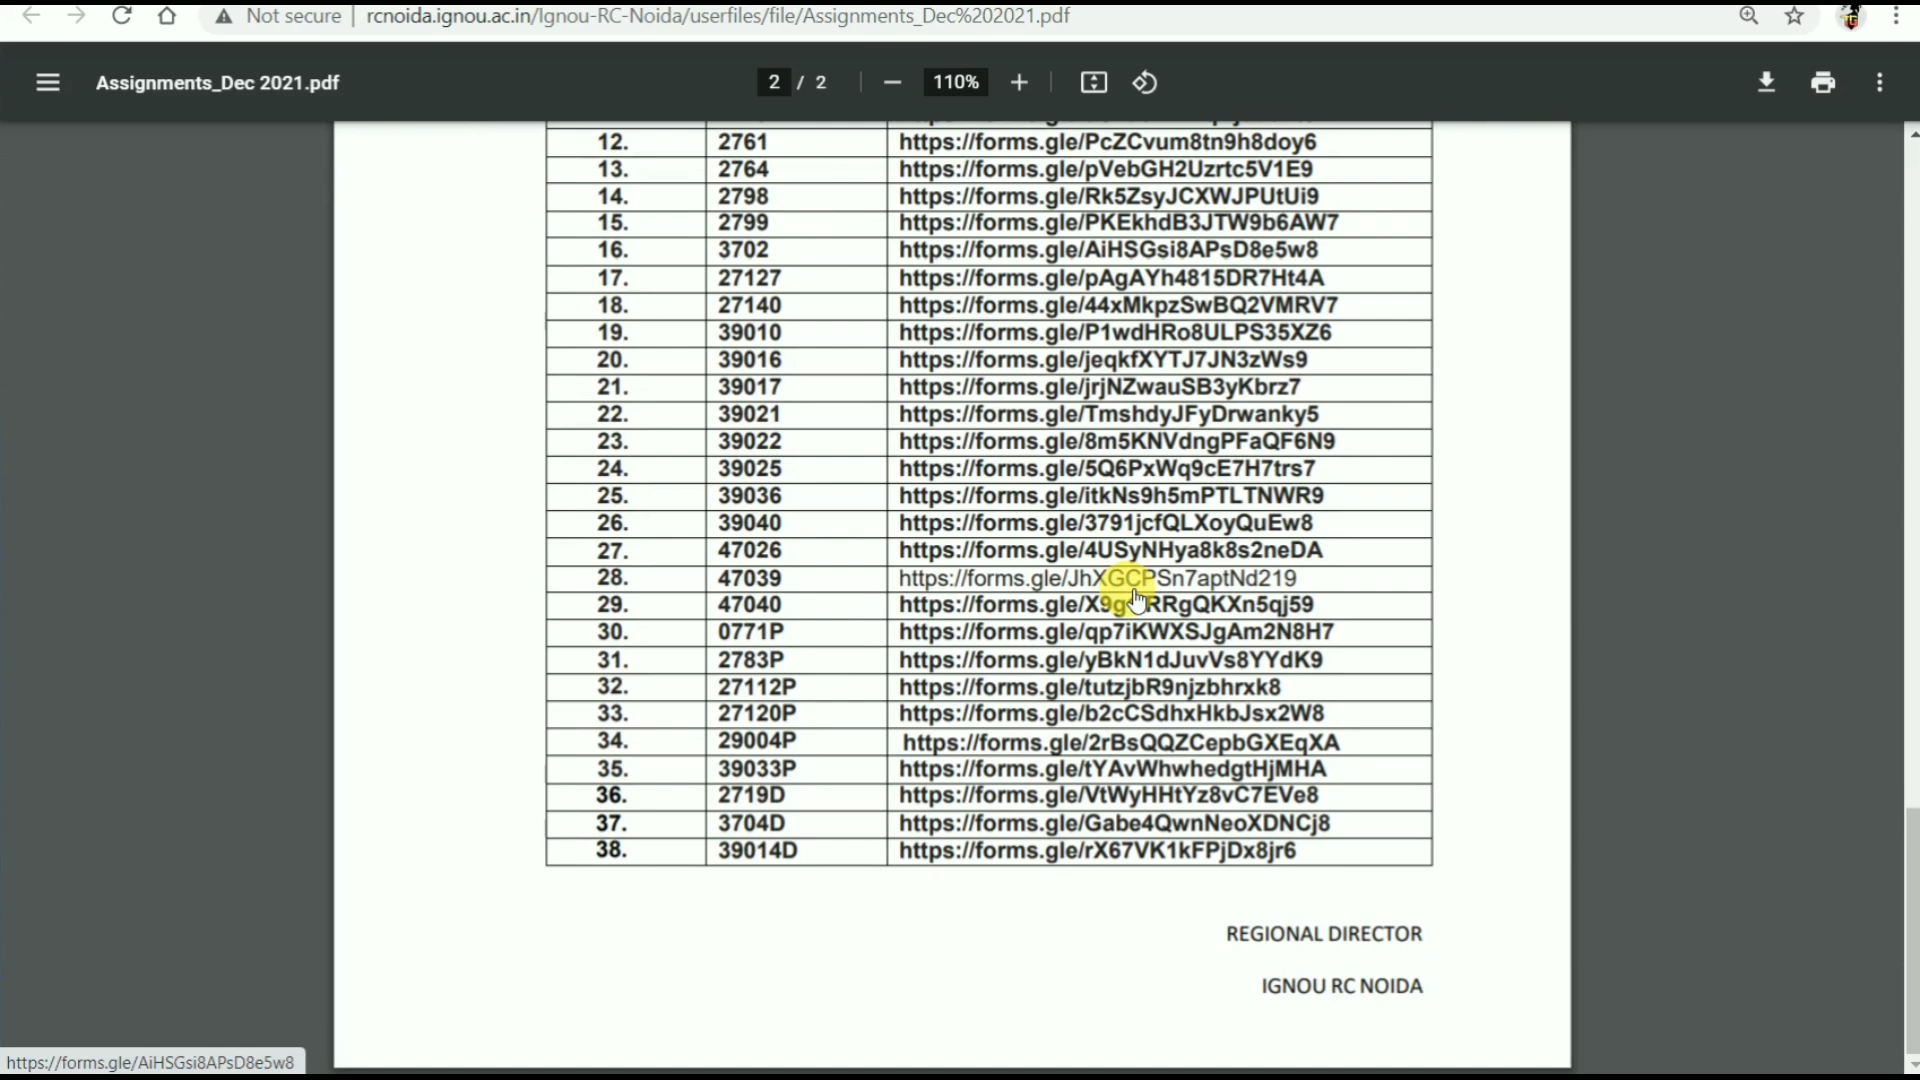 Not secure | rcnoida.ignou.ac.in/Ignou-RC-Noida/userfiles/file/Assignments_Dec%202021.pdf
Assignments_Dec 2021.pdf 2 / 2 110%
12. 2761 https://forms.gle/PcZCvum8tn9h8doy6
13. 2764 https://forms.gle/pVebGH2Uzrtc5V1E9
14. 2798 https://forms.gle/Rk5ZsyJCXWJPUtUi9
15. 2799 https://forms.gle/PKEkhdB3JTW9b6AW7
16. 3702 https://forms.gle/AiHSGsi8APsD8e5w8
17. 27127 https://forms.gle/pAgAYh4815DR7Ht4A
18. 27140 https://forms.gle/44xMkpzSwBQ2VMRV7
19. 39010 https://forms.gle/P1wdHRo8ULPS35XZ6
20. 39016 https://forms.gle/jeqkfXYTJ7JN3zWs9
21. 39017 https://forms.gle/jrjNZwauSB3yKbrz7
22. 39021 https://forms.gle/TmshdyJFyDrwanky5
23. 39022 https://forms.gle/8m5KNVdngPFaQF6N9
24. 39025 https://forms.gle/5Q6PxWq9cE7H7trs7
25. 39036 https://forms.gle/itkNs9h5mPTLTNWR9
26. 39040 https://forms.gle/3791jcfQLXoyQuEw8
27. 47026 https://forms.gle/4USyNHya8k8s2neDA
28. 47039 https://forms.gle/JhXGCPSn7aptNd219
29. 47040
30. 0771P https://forms.gle/qp7iKWXSJgAm2N8H7
31. 2783P https://forms.gle/yBkN1dJuvVs8YYdK9
32. 27112P https://forms.gle/tutzjbR9njzbhrxk8
33. 27120P https://forms.gle/b2cCSdhxHkbJsx2W8
34. 29004P https://forms.gle/2rBsQQZCepbGXEqXA
35. 39033P https://forms.gle/tYAvWhwhedgtHjMHA
36. 2719D https://forms.gle/VtWyHHtYz8vC7EVe8
37. 3704D https://forms.gle/Gabe4QwnNeoXDNCj8
38. 39014D https://forms.gle/rX67VK1kFPjDx8jr6
REGIONAL DIRECTOR
IGNOU RC NOIDA
https://forms.gle/AiHSGsi8APsD8e5w8